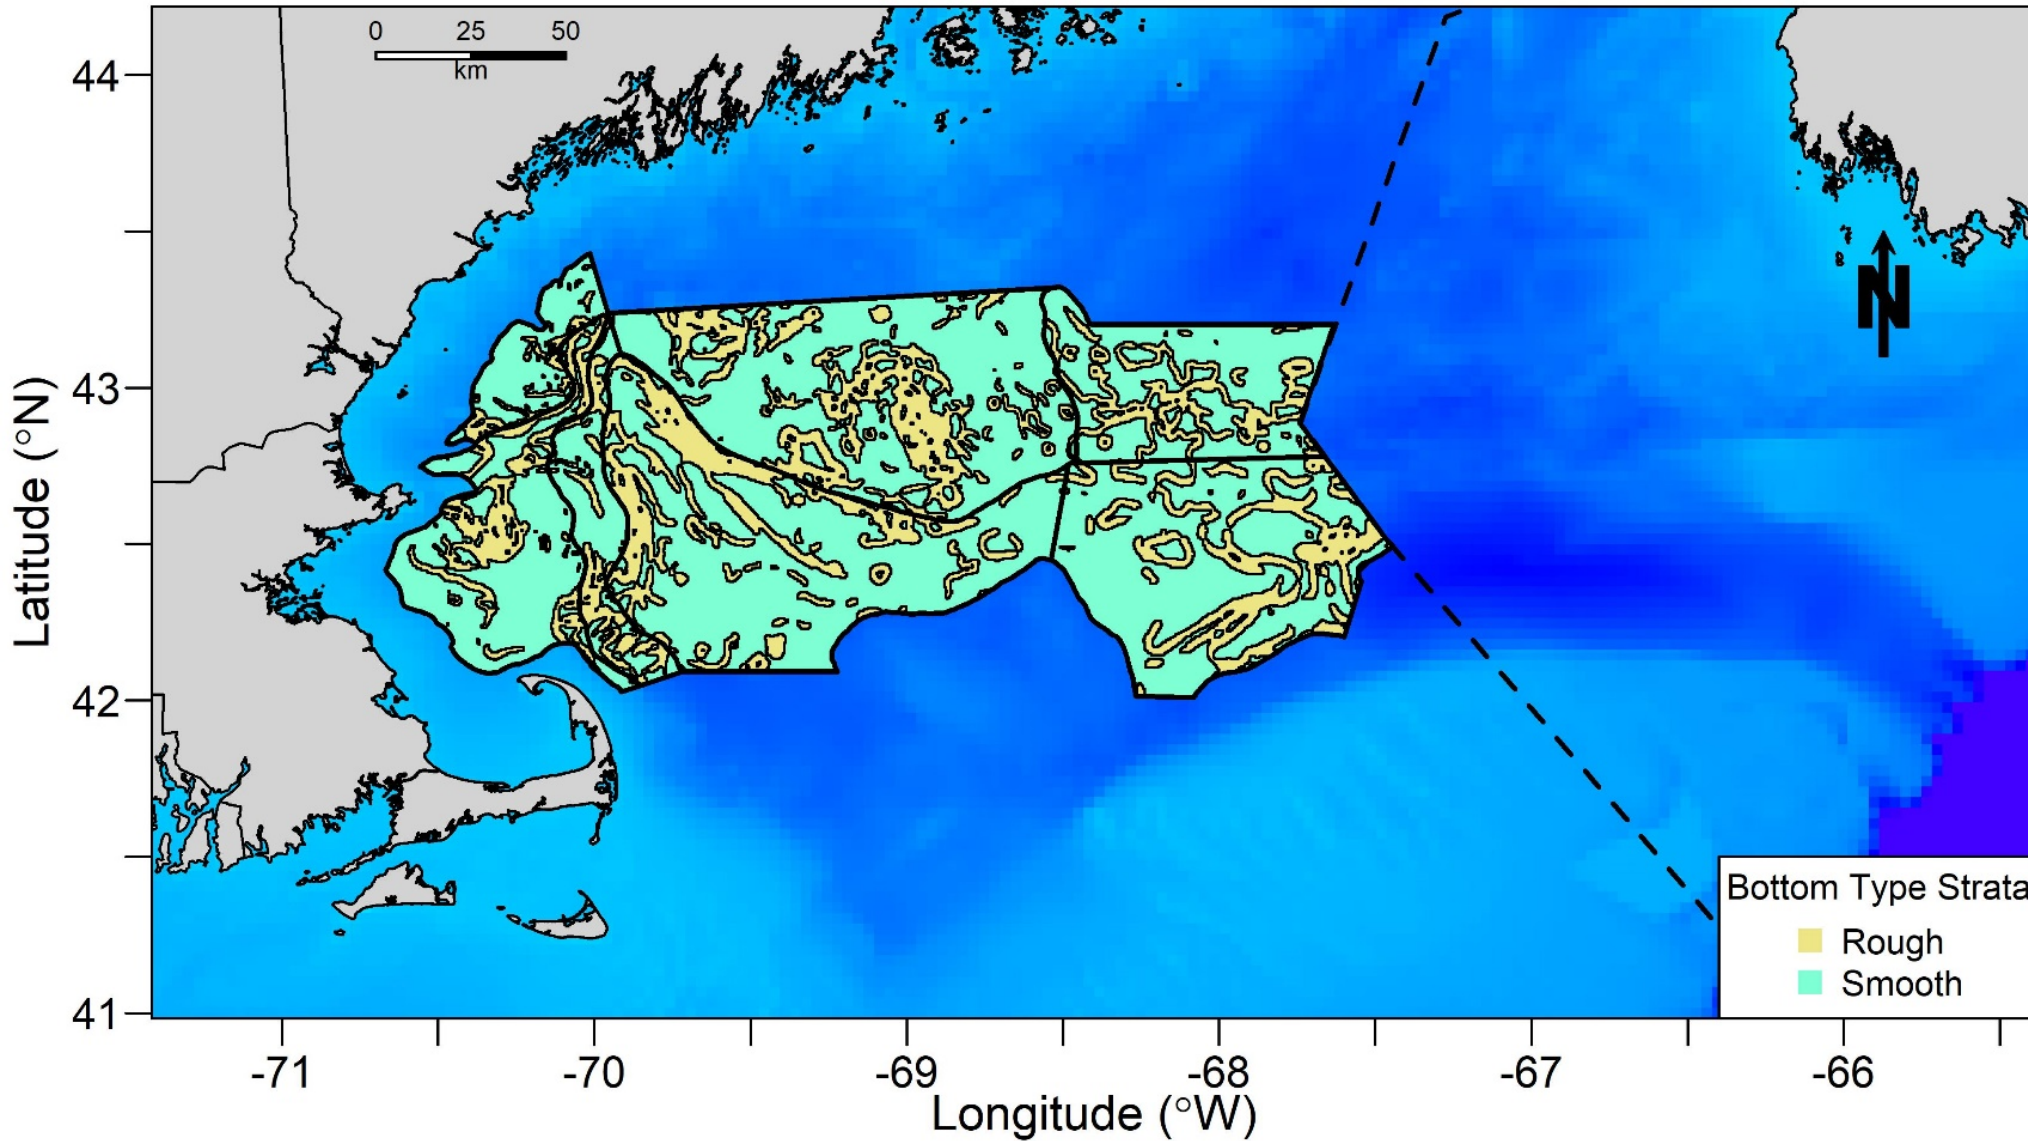 0 25 50
km
44
43
42
41
Latitude (°N)
N
Bottom Type Strata
Rough
Smooth
-71 -70 -69 -68 -67 -66
Longitude (°W)